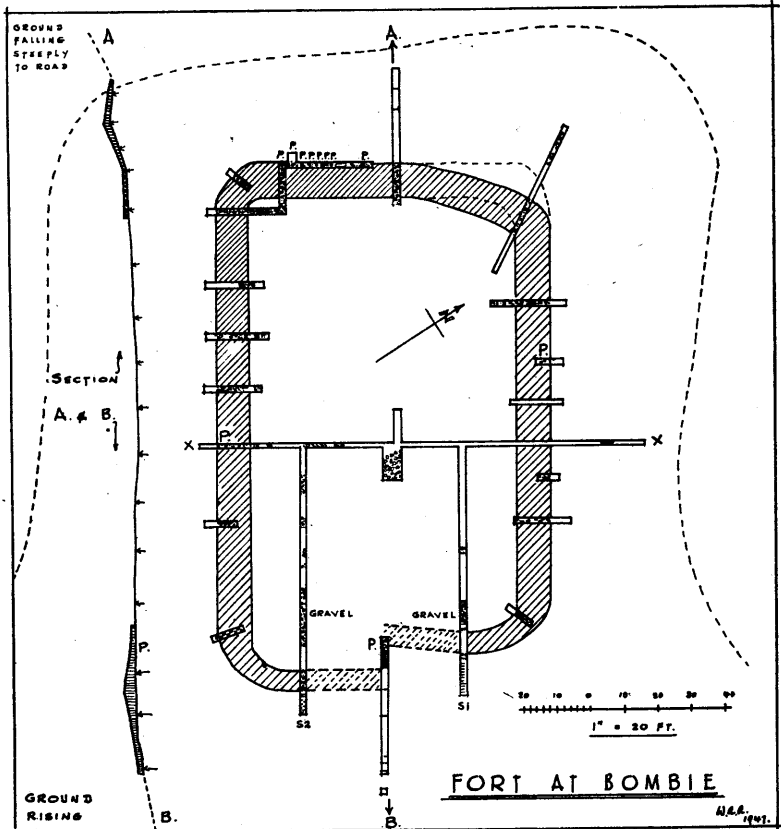 GROUND
FALLING
STEEPLY
TO ROAD
A
A.
P.
P. P.P.P.P.P. P.
N
P.
SECTION
A. & B.
P.
X
X
GRAVEL
GRAVEL
P.
P.
S1
S2
20 10 0 10 20 30 40
1" = 20 FT.
FORT AT BOMBIE
GROUND
RISING
B.
B.
1947.